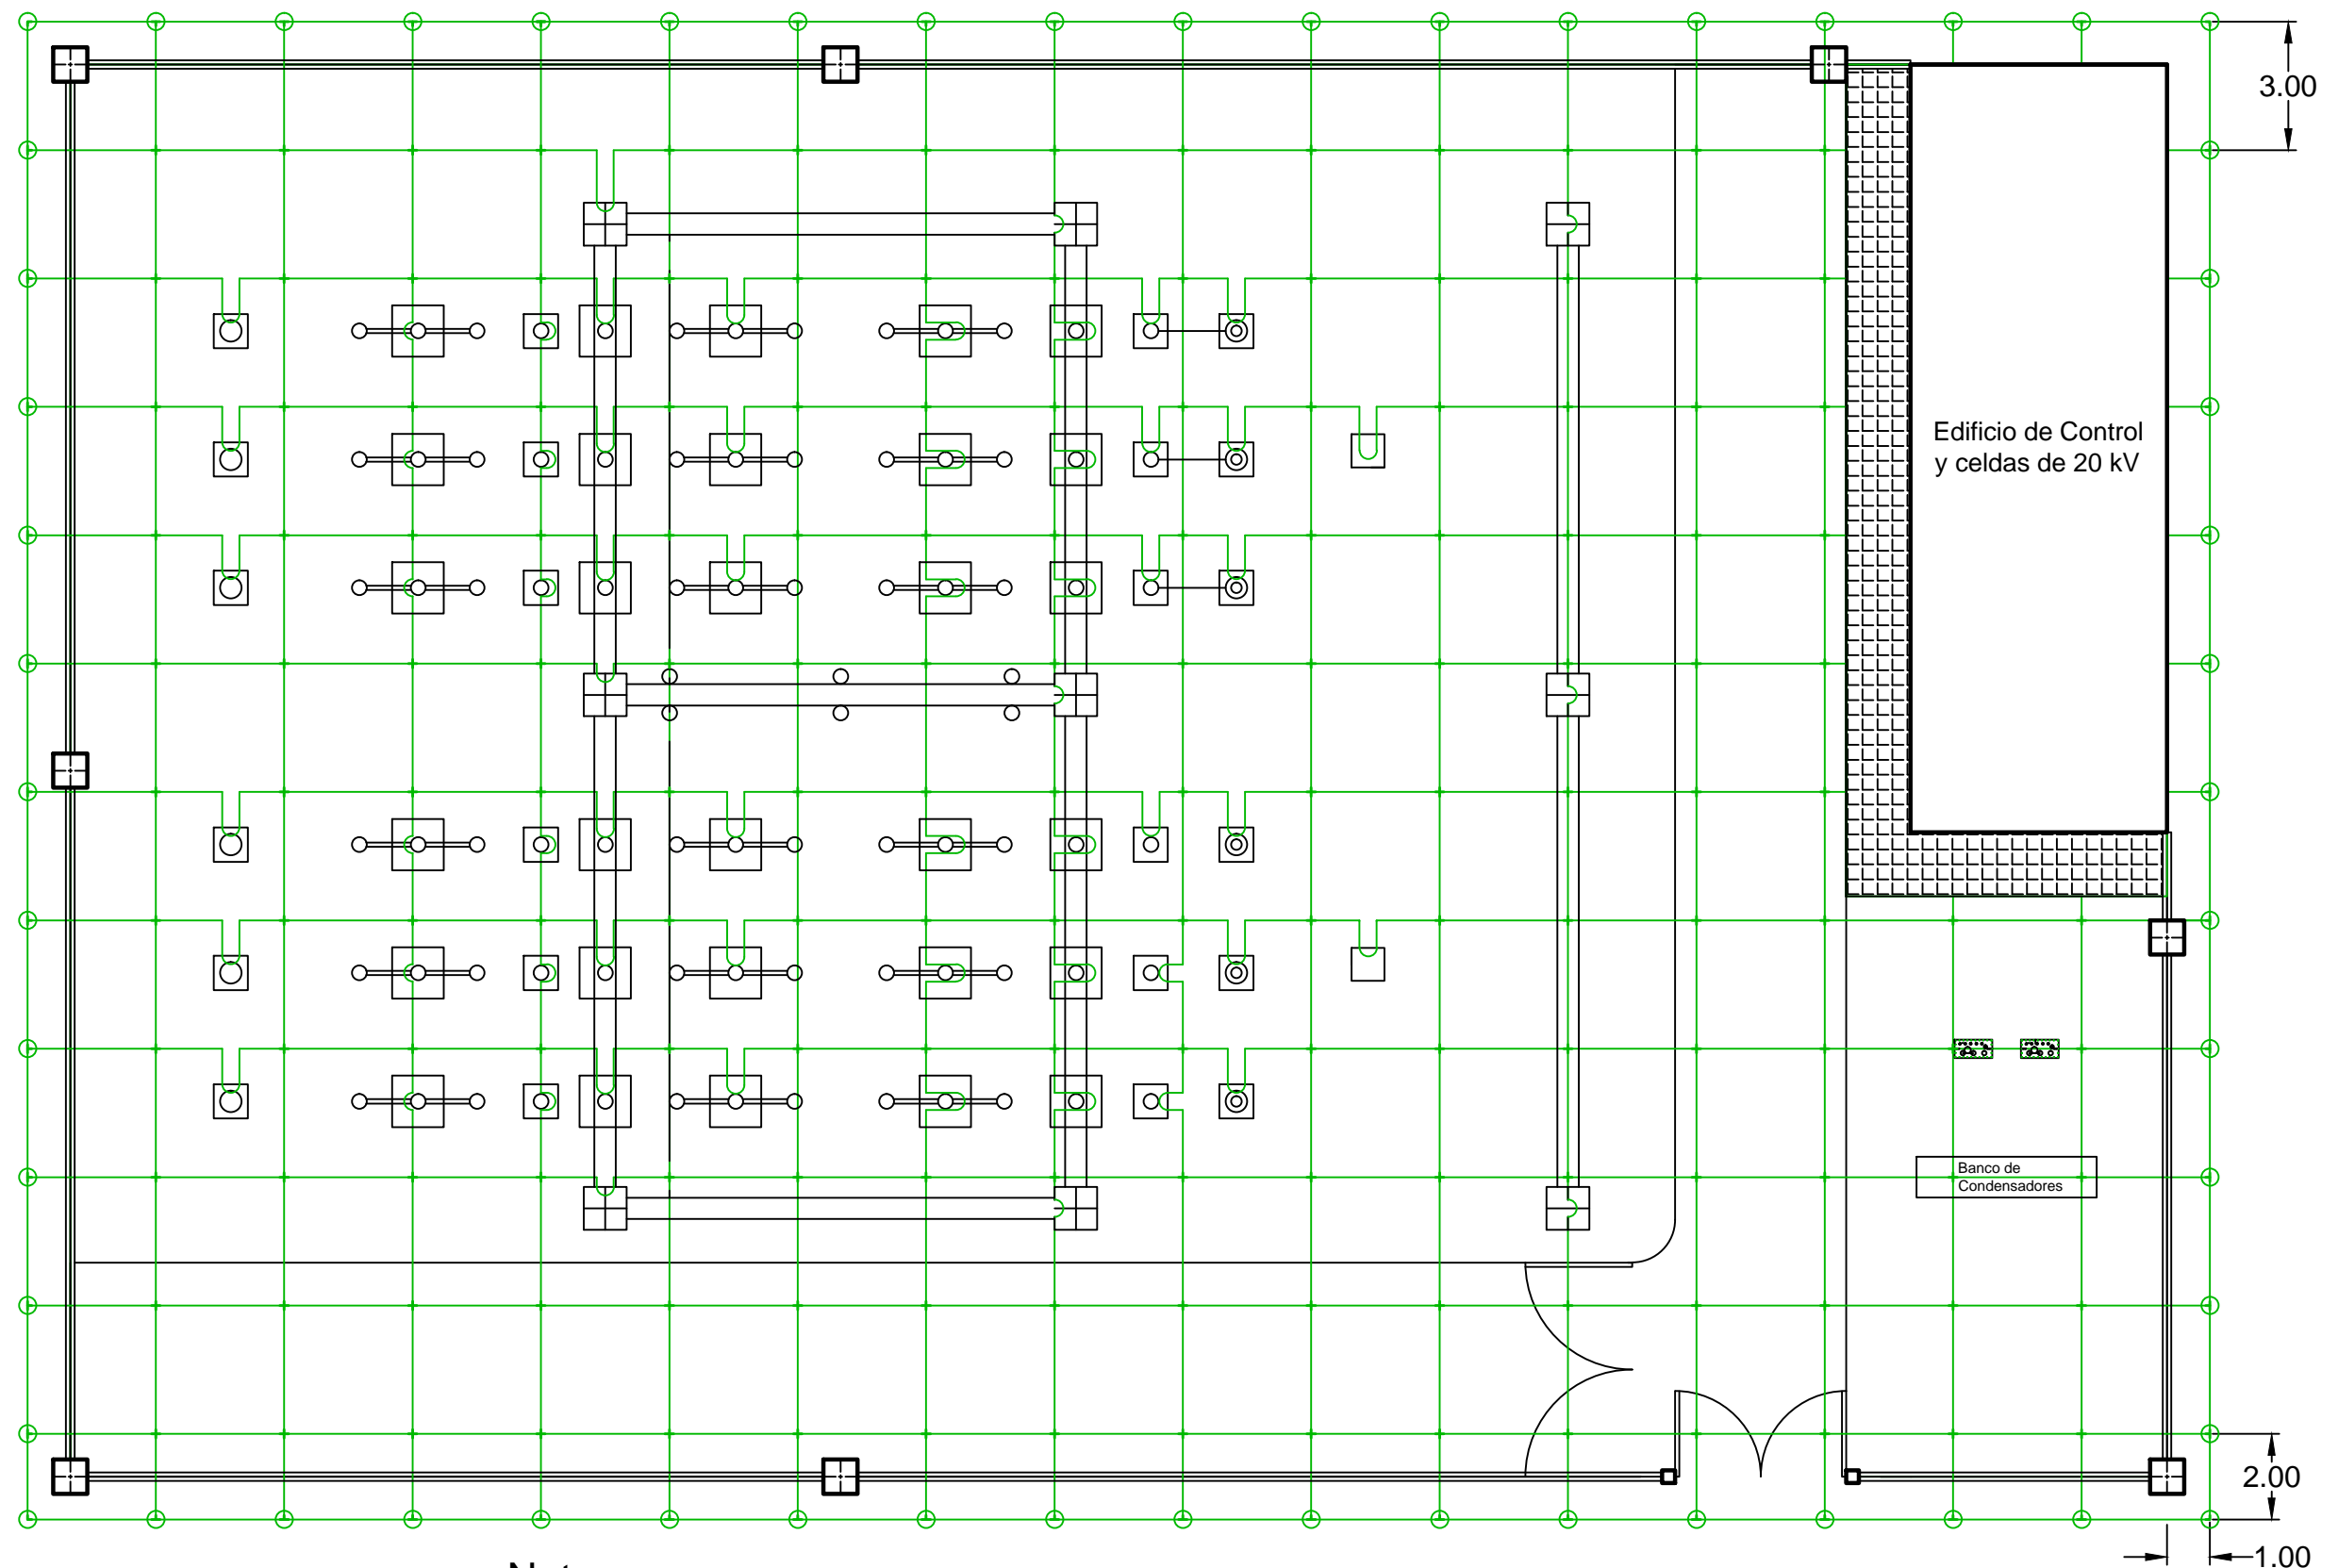 3.00
Edificio de Control
y celdas de 20 kV
Banco de
Condensadores
2.00
1.00